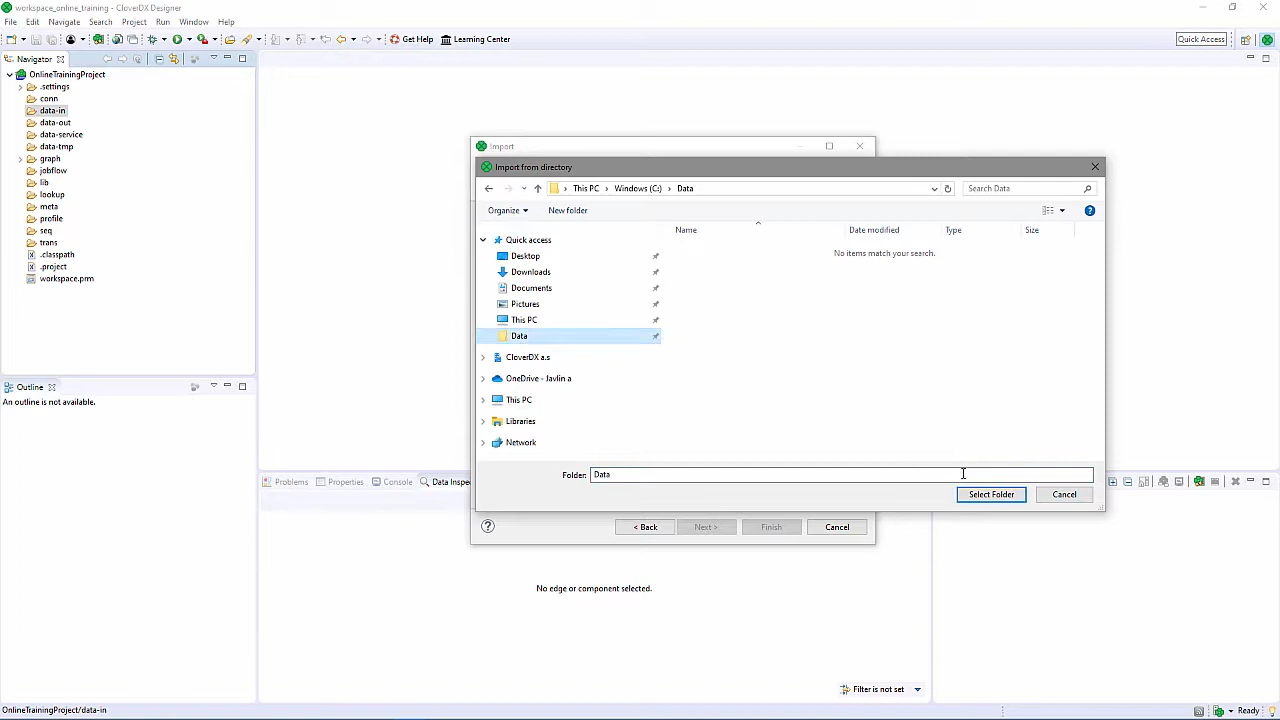 workspace_online_training - CloverDX Designer
File Edit Navigate Search Project Run Window Help
Get Help Learning Center Quick Access
Navigator
OnlineTrainingProject
.settings
conn
data-in
data-out
data-service
data-tmp
graph
jobflow
lib
lookup
meta
profile
seq
trans
.classpath
.project
workspace.prm
Outline
An outline is not available.
Import
Import from directory
This PC > Windows (C:) > Data
Search Data
Organize New folder
Name Date modified Type Size
No items match your search.
Quick access
Desktop
Downloads
Documents
Pictures
This PC
Data
CloverDX a.s
OneDrive - Javlin a
This PC
Libraries
Network
Folder: Data
Select Folder Cancel
Problems Properties Console Data Inspe
< Back Next > Finish Cancel
No edge or component selected.
Filter is not set
OnlineTrainingProject/data-in
Ready